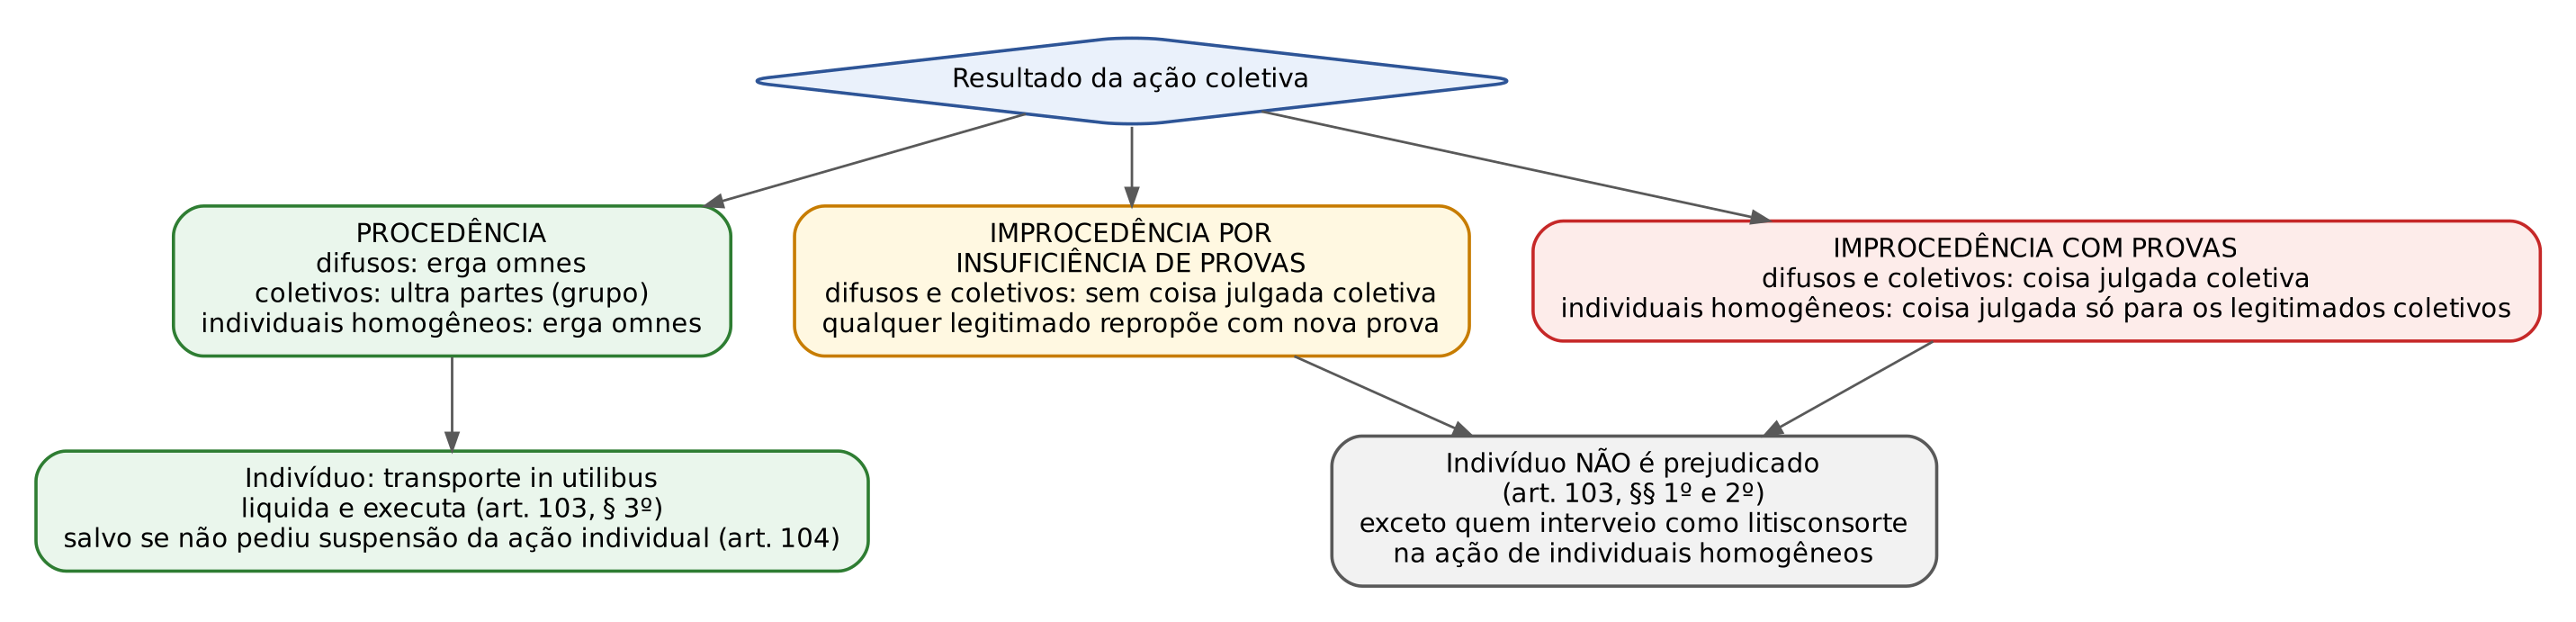 Resultado da ação coletiva
PROCEDÊNCIA
difusos: erga omnes
coletivos: ultra partes (grupo)
individuais homogêneos: erga omnes
IMPROCEDÊNCIA POR
INSUFICIÊNCIA DE PROVAS
difusos e coletivos: sem coisa julgada coletiva
qualquer legitimado repropõe com nova prova
IMPROCEDÊNCIA COM PROVAS
difusos e coletivos: coisa julgada coletiva
individuais homogêneos: coisa julgada só para os legitimados coletivos
Indivíduo: transporte in utilibus
liquida e executa (art. 103, § 3º)
salvo se não pediu suspensão da ação individual (art. 104)
Indivíduo NÃO é prejudicado
(art. 103, §§ 1º e 2º)
exceto quem interveio como litisconsorte
na ação de individuais homogêneos